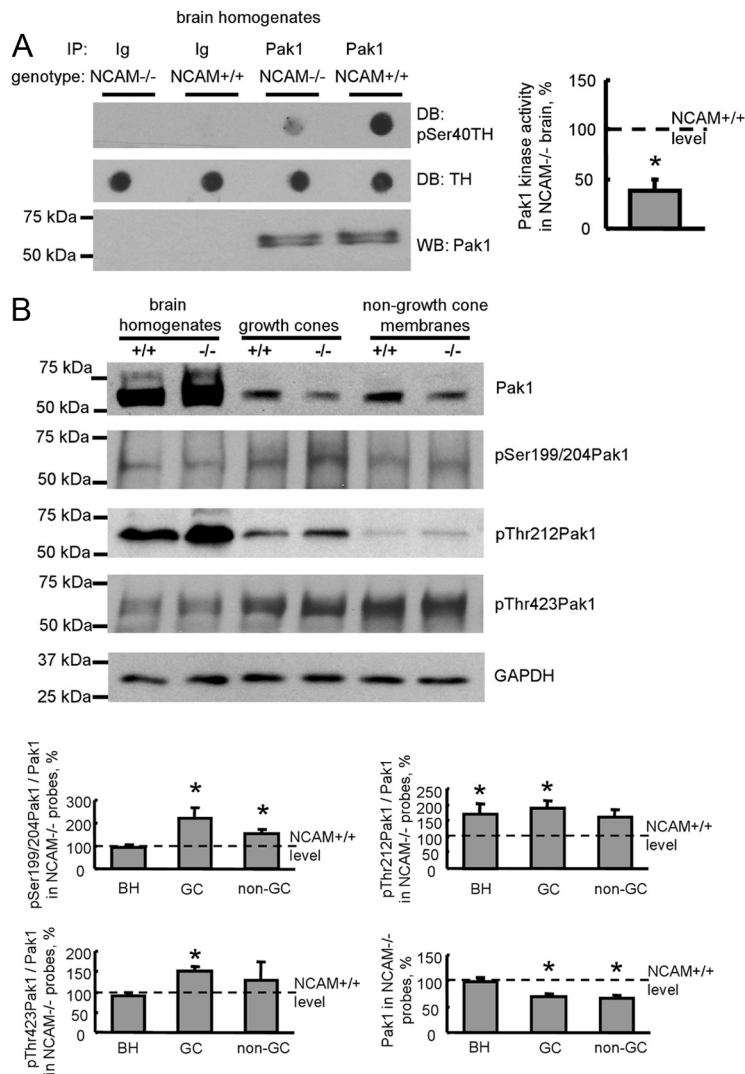 brain homogenates
A
IP: Ig Ig Pak1 Pak1
genotype: NCAM-/- NCAM+/+ NCAM-/- NCAM+/+
DB:
pSer40TH
DB: TH
75 kDa
50 kDa
WB: Pak1
Pak1 kinase activity
in NCAM-/- brain, %
150
100
50
0
NCAM+/+
level
*
B
brain
homogenates
growth cones
non-growth cone
membranes
+/+ -/- +/+ -/- +/+ -/-
75 kDa
50 kDa
Pak1
75 kDa
50 kDa
pSer199/204Pak1
75 kDa
50 kDa
pThr212Pak1
75 kDa
50 kDa
pThr423Pak1
37 kDa
25 kDa
GAPDH
pSer199/204Pak1 / Pak1
in NCAM-/- probes, %
300
200
100
0
* *
NCAM+/+
level
BH GC non-GC
pThr212Pak1 / Pak1
in NCAM-/- probes, %
250
200
150
100
50
0
* *
NCAM+/+
level
BH GC non-GC
pThr423Pak1 / Pak1
in NCAM-/- probes, %
200
150
100
50
0
*
NCAM+/+
level
BH GC non-GC
Pak1 in NCAM-/-
probes, %
150
100
50
0
* *
NCAM+/+
level
BH GC non-GC